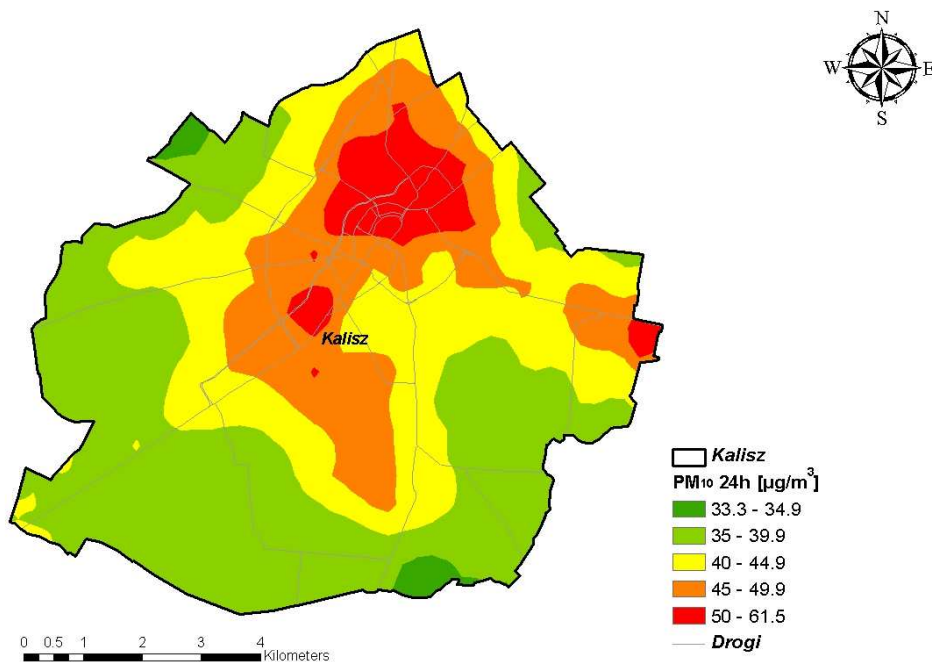 N
W E
S
Kalisz
Kalisz
PM10 24h [µg/m³]
33.3 - 34.9
35 - 39.9
40 - 44.9
45 - 49.9
50 - 61.5
Drogi
0 0.5 1 2 3 4
Kilometers